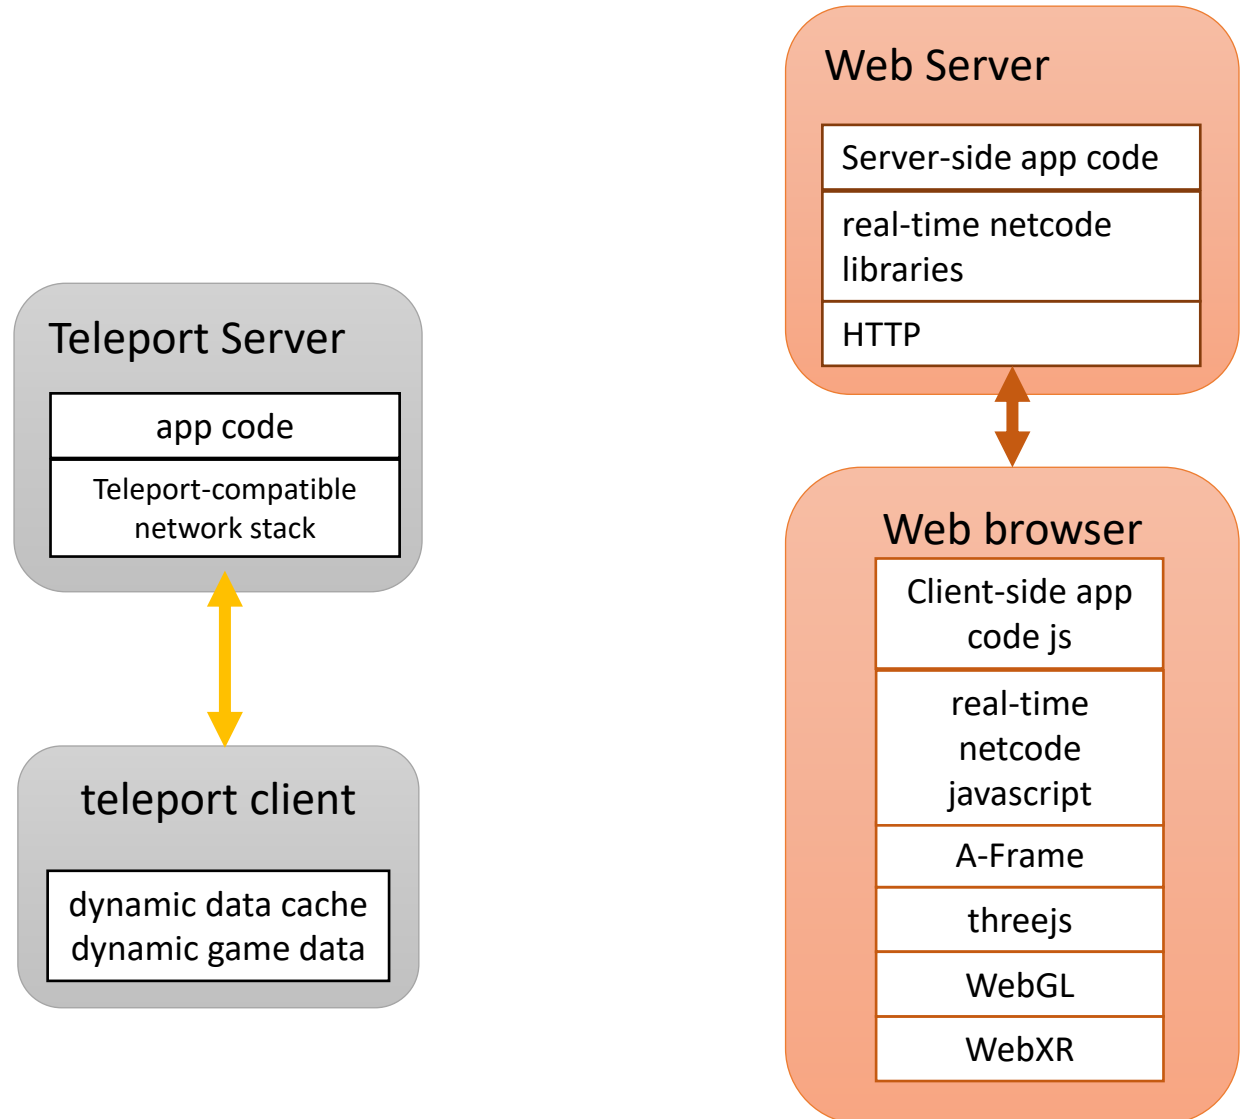 Teleport Server
app code
Teleport-compatible
network stack
teleport client
dynamic data cache
dynamic game data
Web Server
Server-side app code
real-time netcode
libraries
HTTP
Web browser
Client-side app
code js
real-time
netcode
javascript
A-Frame
threejs
WebGL
WebXR